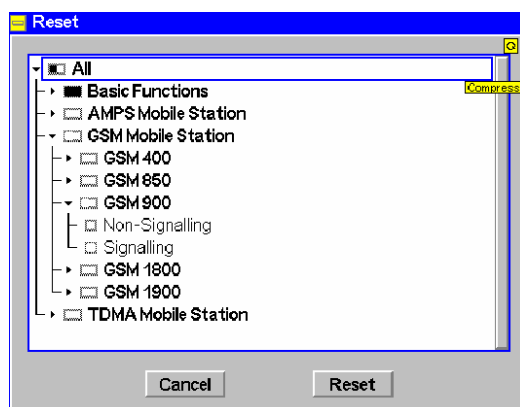 Reset
All
Compress
Basic Functions
AMPS Mobile Station
GSM Mobile Station
GSM 400
GSM 850
GSM 900
Non-Signalling
Signalling
GSM 1800
GSM 1900
TDMA Mobile Station
Cancel
Reset